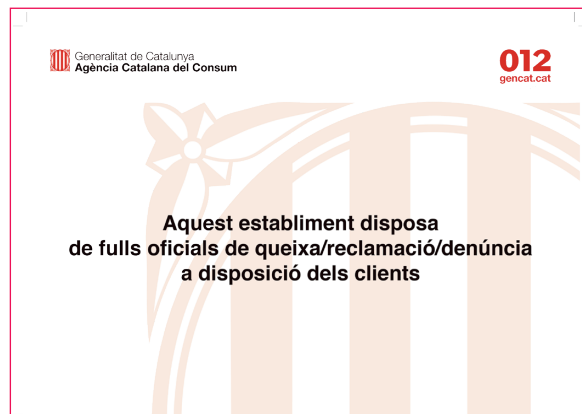 Generalitat de Catalunya
Agència Catalana del Consum
012
gencat.cat
Aquest establiment disposa
de fulls oficials de queixa/reclamació/denúncia
a disposició dels clients